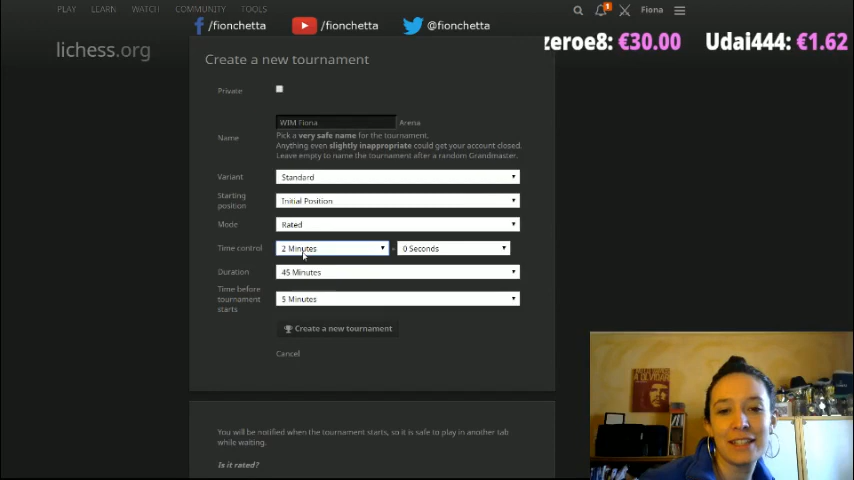 PLAY LEARN WATCH COMMUNITY TOOLS
1 Fiona
/fionchetta /fionchetta @fionchetta
lichess.org
zeroe8: €30.00 Udai444: €1.62
Create a new tournament
Private
WIM Fiona Arena
Name
Pick a very safe name for the tournament.
Anything even slightly inappropriate could get your account closed.
Leave empty to name the tournament after a random Grandmaster.
Variant Standard
Starting position Initial Position
Mode Rated
Time control 2 Minutes + 0 Seconds
Duration 45 Minutes
Time before tournament starts 5 Minutes
Create a new tournament
Cancel
You will be notified when the tournament starts, so it is safe to play in another tab
while waiting.
Is it rated?